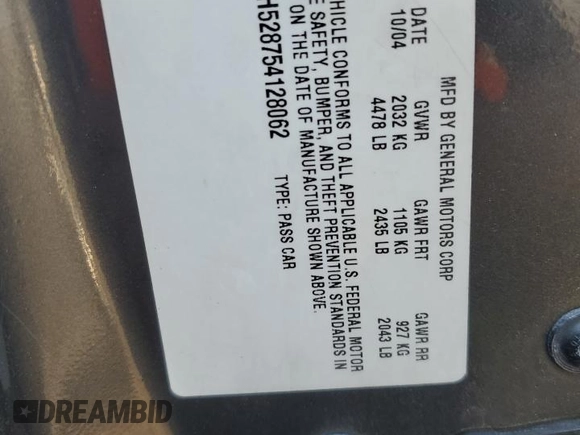 MFD BY GENERAL MOTORS CORP
DATE GVWR GAWR FRT GAWR RR
10/04 2032 KG 1105 KG 927 KG
4478 LB 2435 LB 2043 LB
VEHICLE CONFORMS TO ALL APPLICABLE U.S. FEDERAL MOTOR
SAFETY, BUMPER, AND THEFT PREVENTION STANDARDS IN
ON THE DATE OF MANUFACTURE SHOWN ABOVE.
H528754128062 TYPE: PASS CAR
DREAMBID